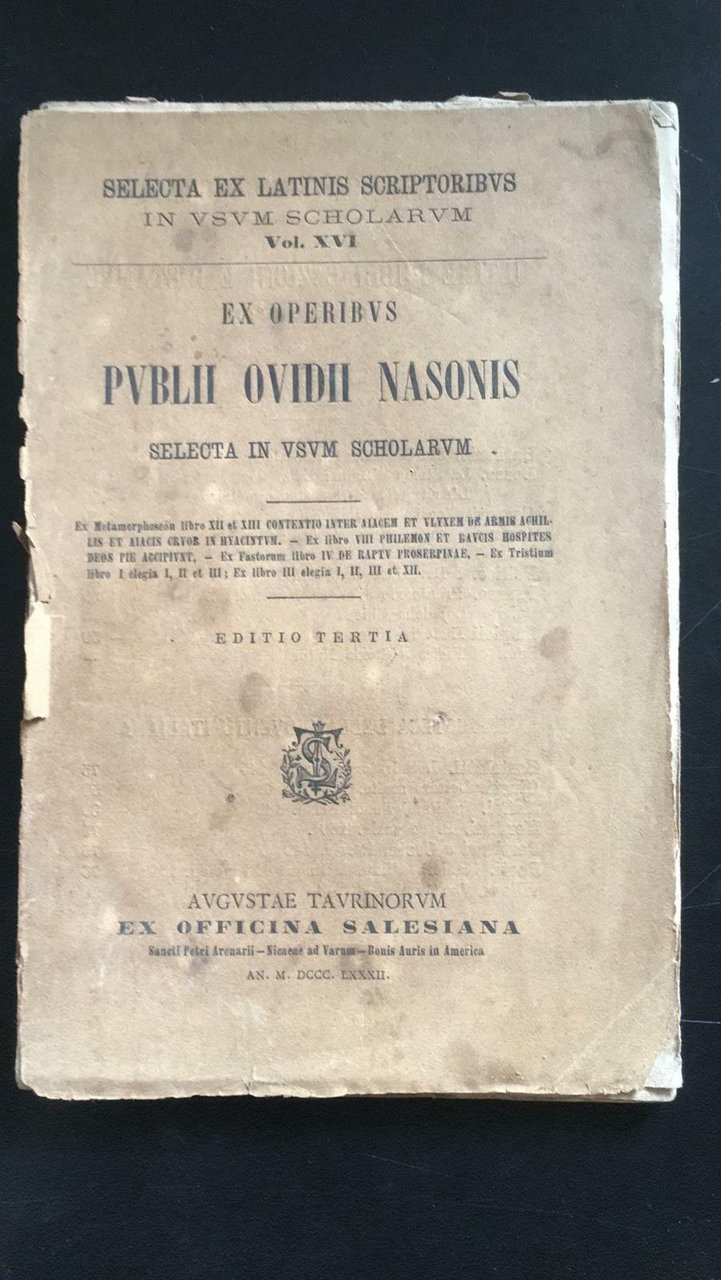 SELECTA EX LATINIS SCRIPTORIBVS
IN VSVM SCHOLARVM
Vol. XVI
EX OPERIBVS
PVBLII OVIDII NASONIS
SELECTA IN VSVM SCHOLARVM
Ex Metamorphoseon libro XII et XIII CONTENTIO INTER AIACEM ET VLYXEM DE ARMIS ACHIL-
LIS ET AIACIS CRVOR IN HYACINTVM. — Ex libro VIII PHILEMON ET BAVCIS HOSPITES
DEOS PIE ACCIPIVNT. — Ex Fastorum libro IV DE RAPTV PROSERPINAE. — Ex Tristium
libro I elegia I, II et III; Ex libro III elegia I, II, III et XII.
EDITIO TERTIA
AVGVSTAE TAVRINORVM
EX OFFICINA SALESIANA
Sancti Petri Arenarii — Nicaeae ad Varum — Bonis Auris in America
AN. M. DCCC. LXXXII.